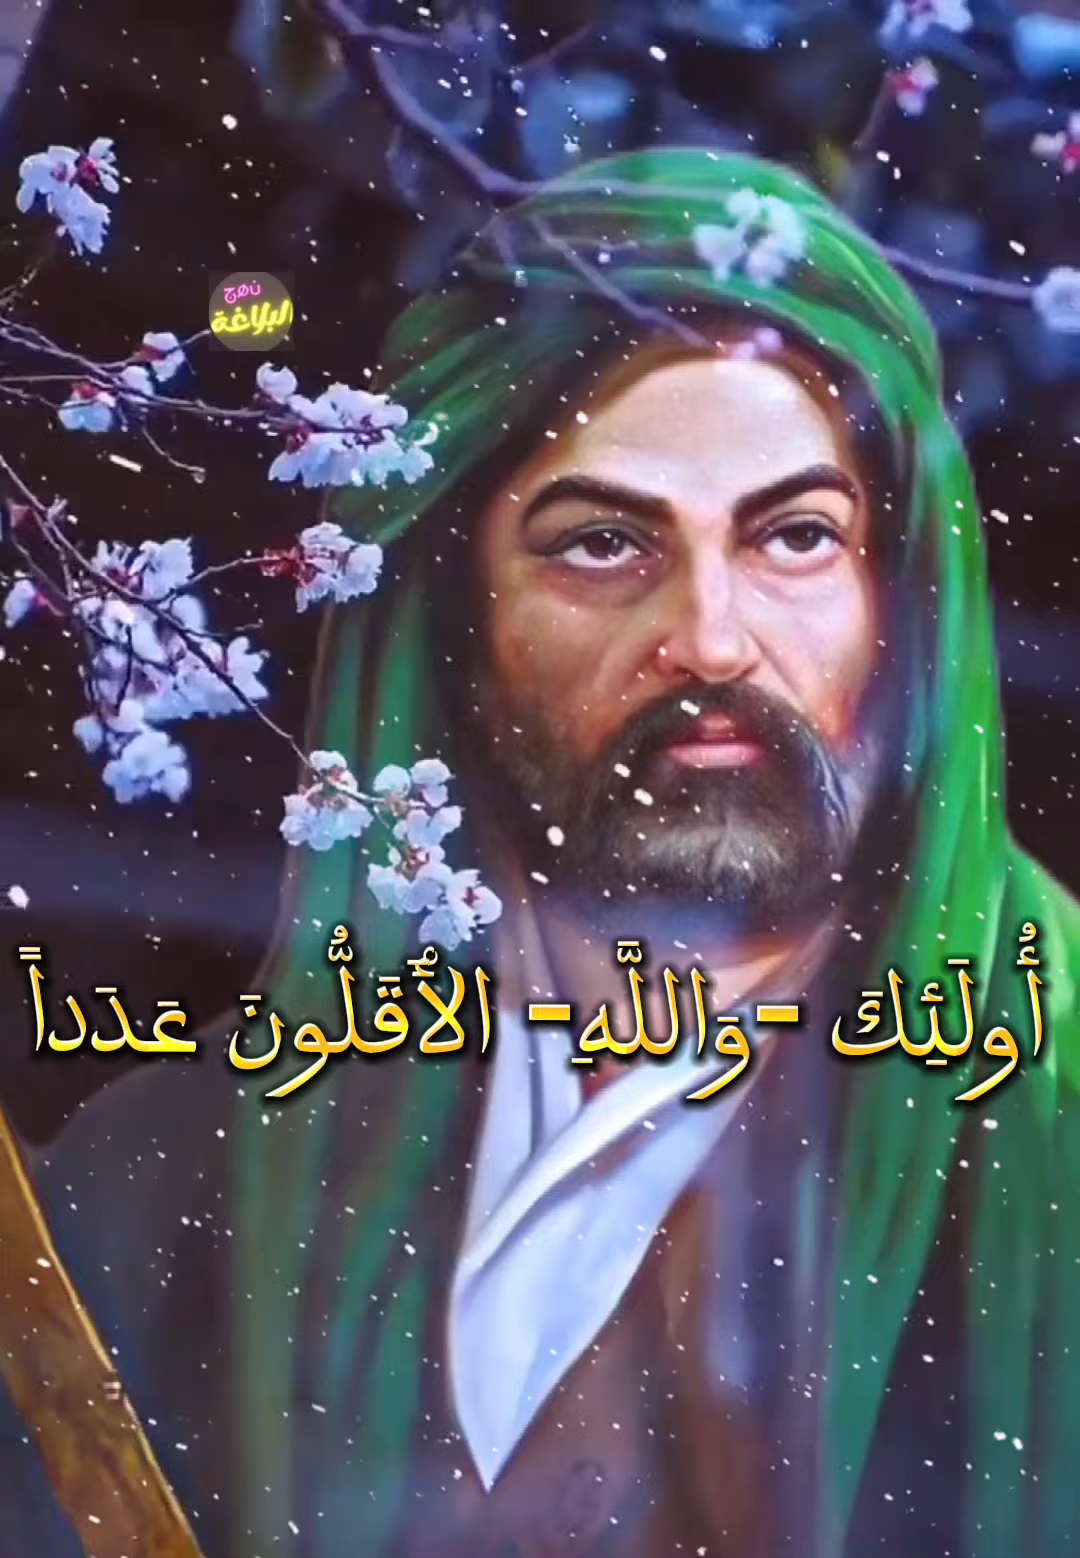 نهج
البلاغة
أُولَئِكَ -وَاللَّهِ- الأَقَلُّونَ عَدَداً